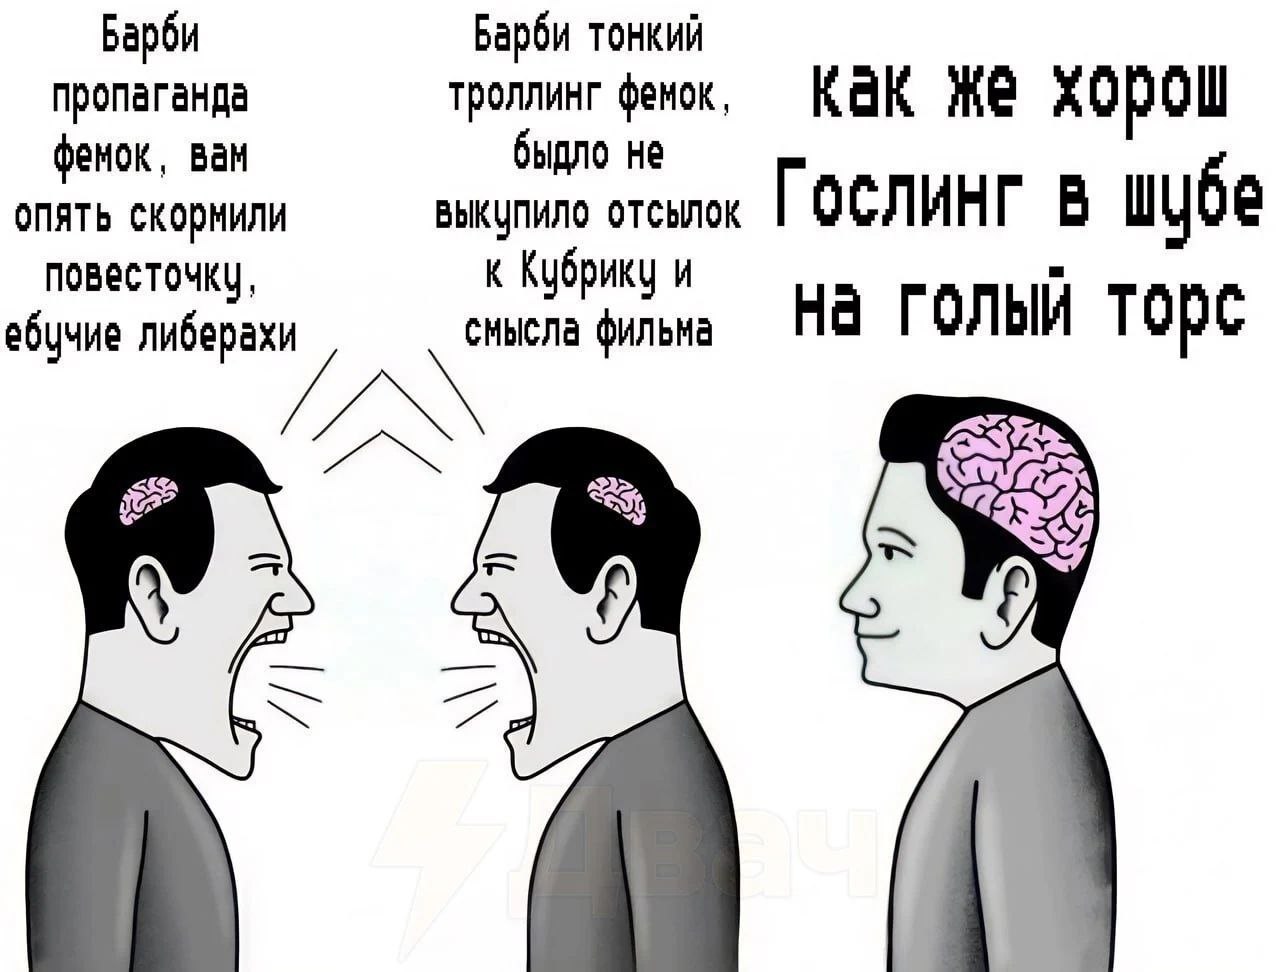 Барби
пропаганда
фемок, вам
опять скормили
повесточку,
ебучие либерахи
Барби тонкий
троллинг фемок,
быдло не
выкупило отсылок
к Кубрику и
смысла фильма
как же хорош
Гослинг в шубе
на голый торс
Двач